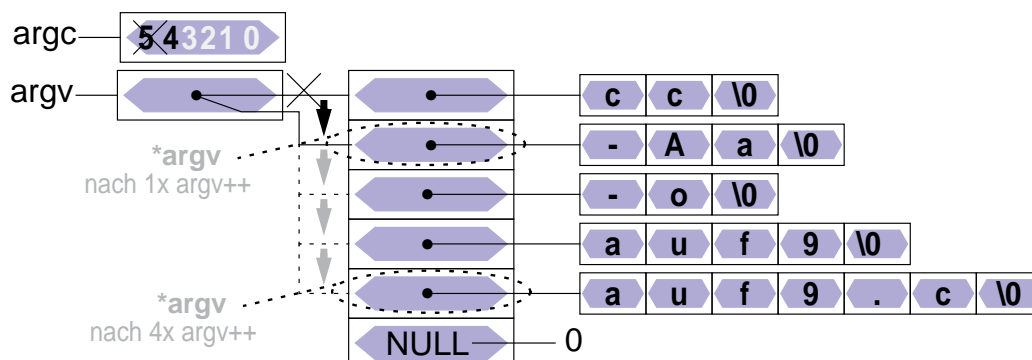 argc 5 4 3 2 1 0
argv c c \0
- A a \0
*argv
nach 1x argv++
- o \0
a u f 9 \0
a u f 9 . c \0
*argv
nach 4x argv++
NULL 0